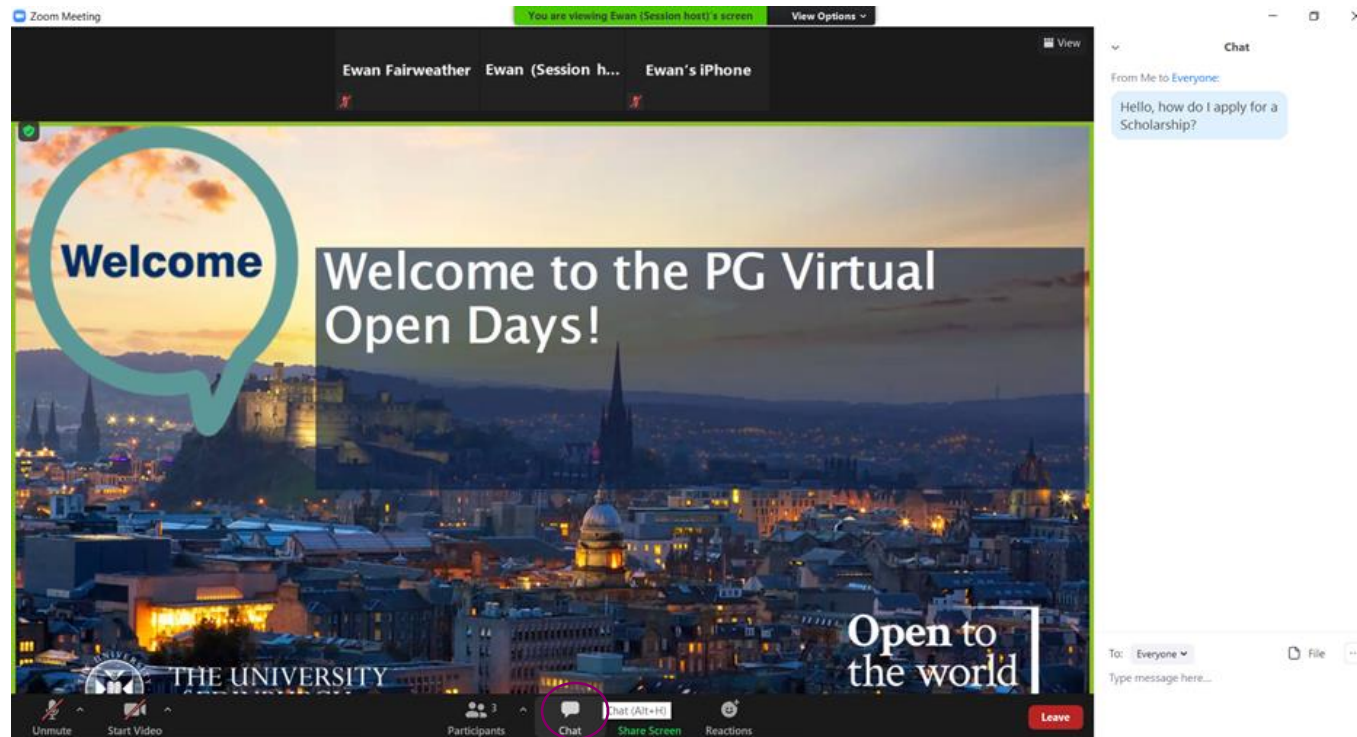 Zoom Meeting
You are viewing Ewan (Session host)'s screen
View Options
View
Ewan Fairweather
Ewan (Session h...
Ewan's iPhone
Welcome
Welcome to the PG Virtual
Open Days!
THE UNIVERSITY
Open to
the world
Unmute
Start Video
3
Participants
Chat
Chat (Alt+H)
Share Screen
Reactions
Leave
Chat
From Me to Everyone:
Hello, how do I apply for a
Scholarship?
To: Everyone
File
Type message here...